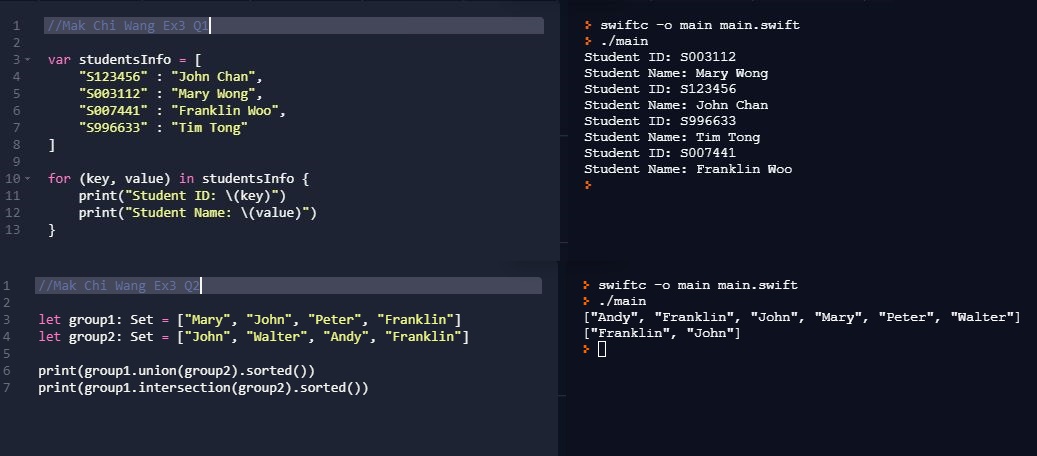 1 //Mak Chi Wang Ex3 Q1
2
3 var studentsInfo = [
4 "S123456" : "John Chan",
5 "S003112" : "Mary Wong",
6 "S007441" : "Franklin Woo",
7 "S996633" : "Tim Tong"
8 ]
9
10 for (key, value) in studentsInfo {
11 print("Student ID: \(key)")
12 print("Student Name: \(value)")
13 }
swiftc -o main main.swift
./main
Student ID: S003112
Student Name: Mary Wong
Student ID: S123456
Student Name: John Chan
Student ID: S996633
Student Name: Tim Tong
Student ID: S007441
Student Name: Franklin Woo
1 //Mak Chi Wang Ex3 Q2
2
3 let group1: Set = ["Mary", "John", "Peter", "Franklin"]
4 let group2: Set = ["John", "Walter", "Andy", "Franklin"]
5
6 print(group1.union(group2).sorted())
7 print(group1.intersection(group2).sorted())
swiftc -o main main.swift
./main
["Andy", "Franklin", "John", "Mary", "Peter", "Walter"]
["Franklin", "John"]